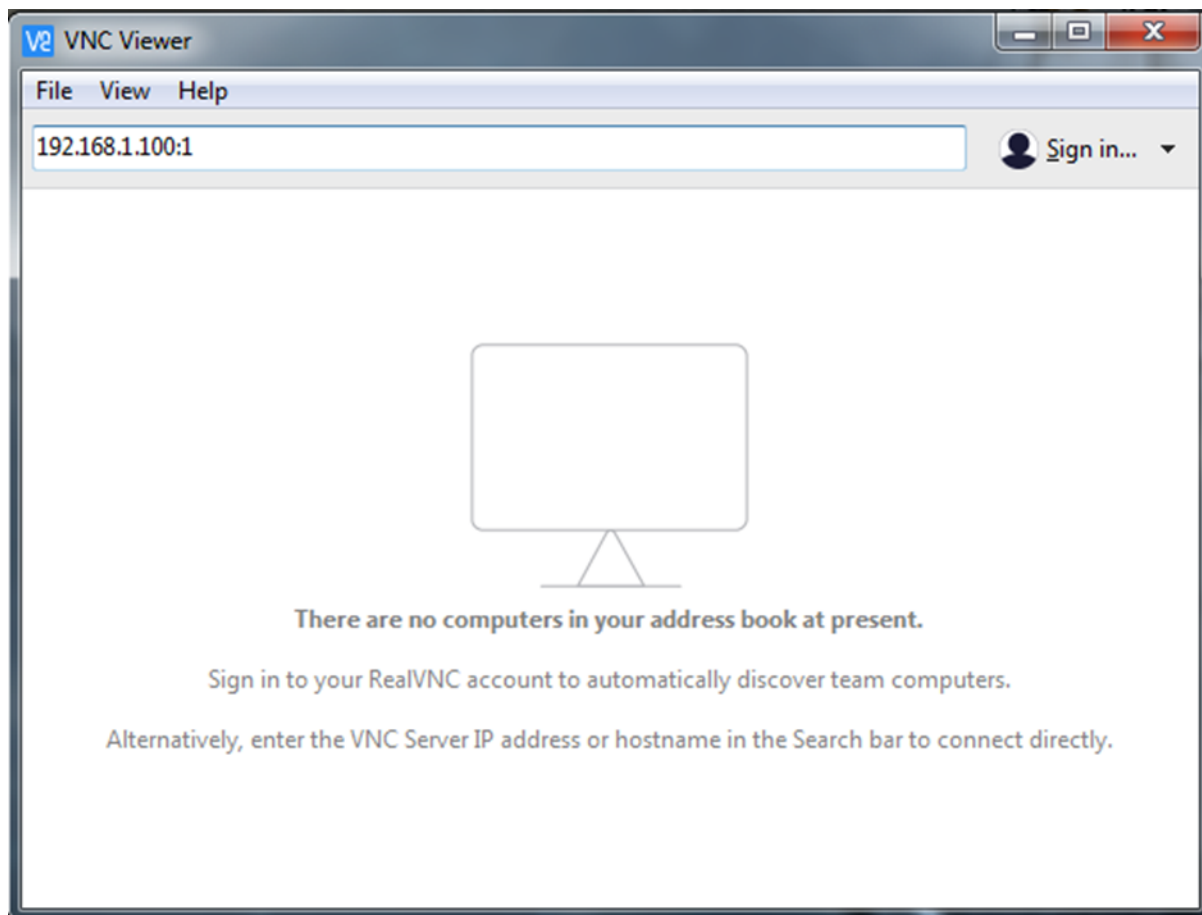 VNC Viewer
File View Help
192.168.1.100:1
Sign in...
There are no computers in your address book at present.
Sign in to your RealVNC account to automatically discover team computers.
Alternatively, enter the VNC Server IP address or hostname in the Search bar to connect directly.